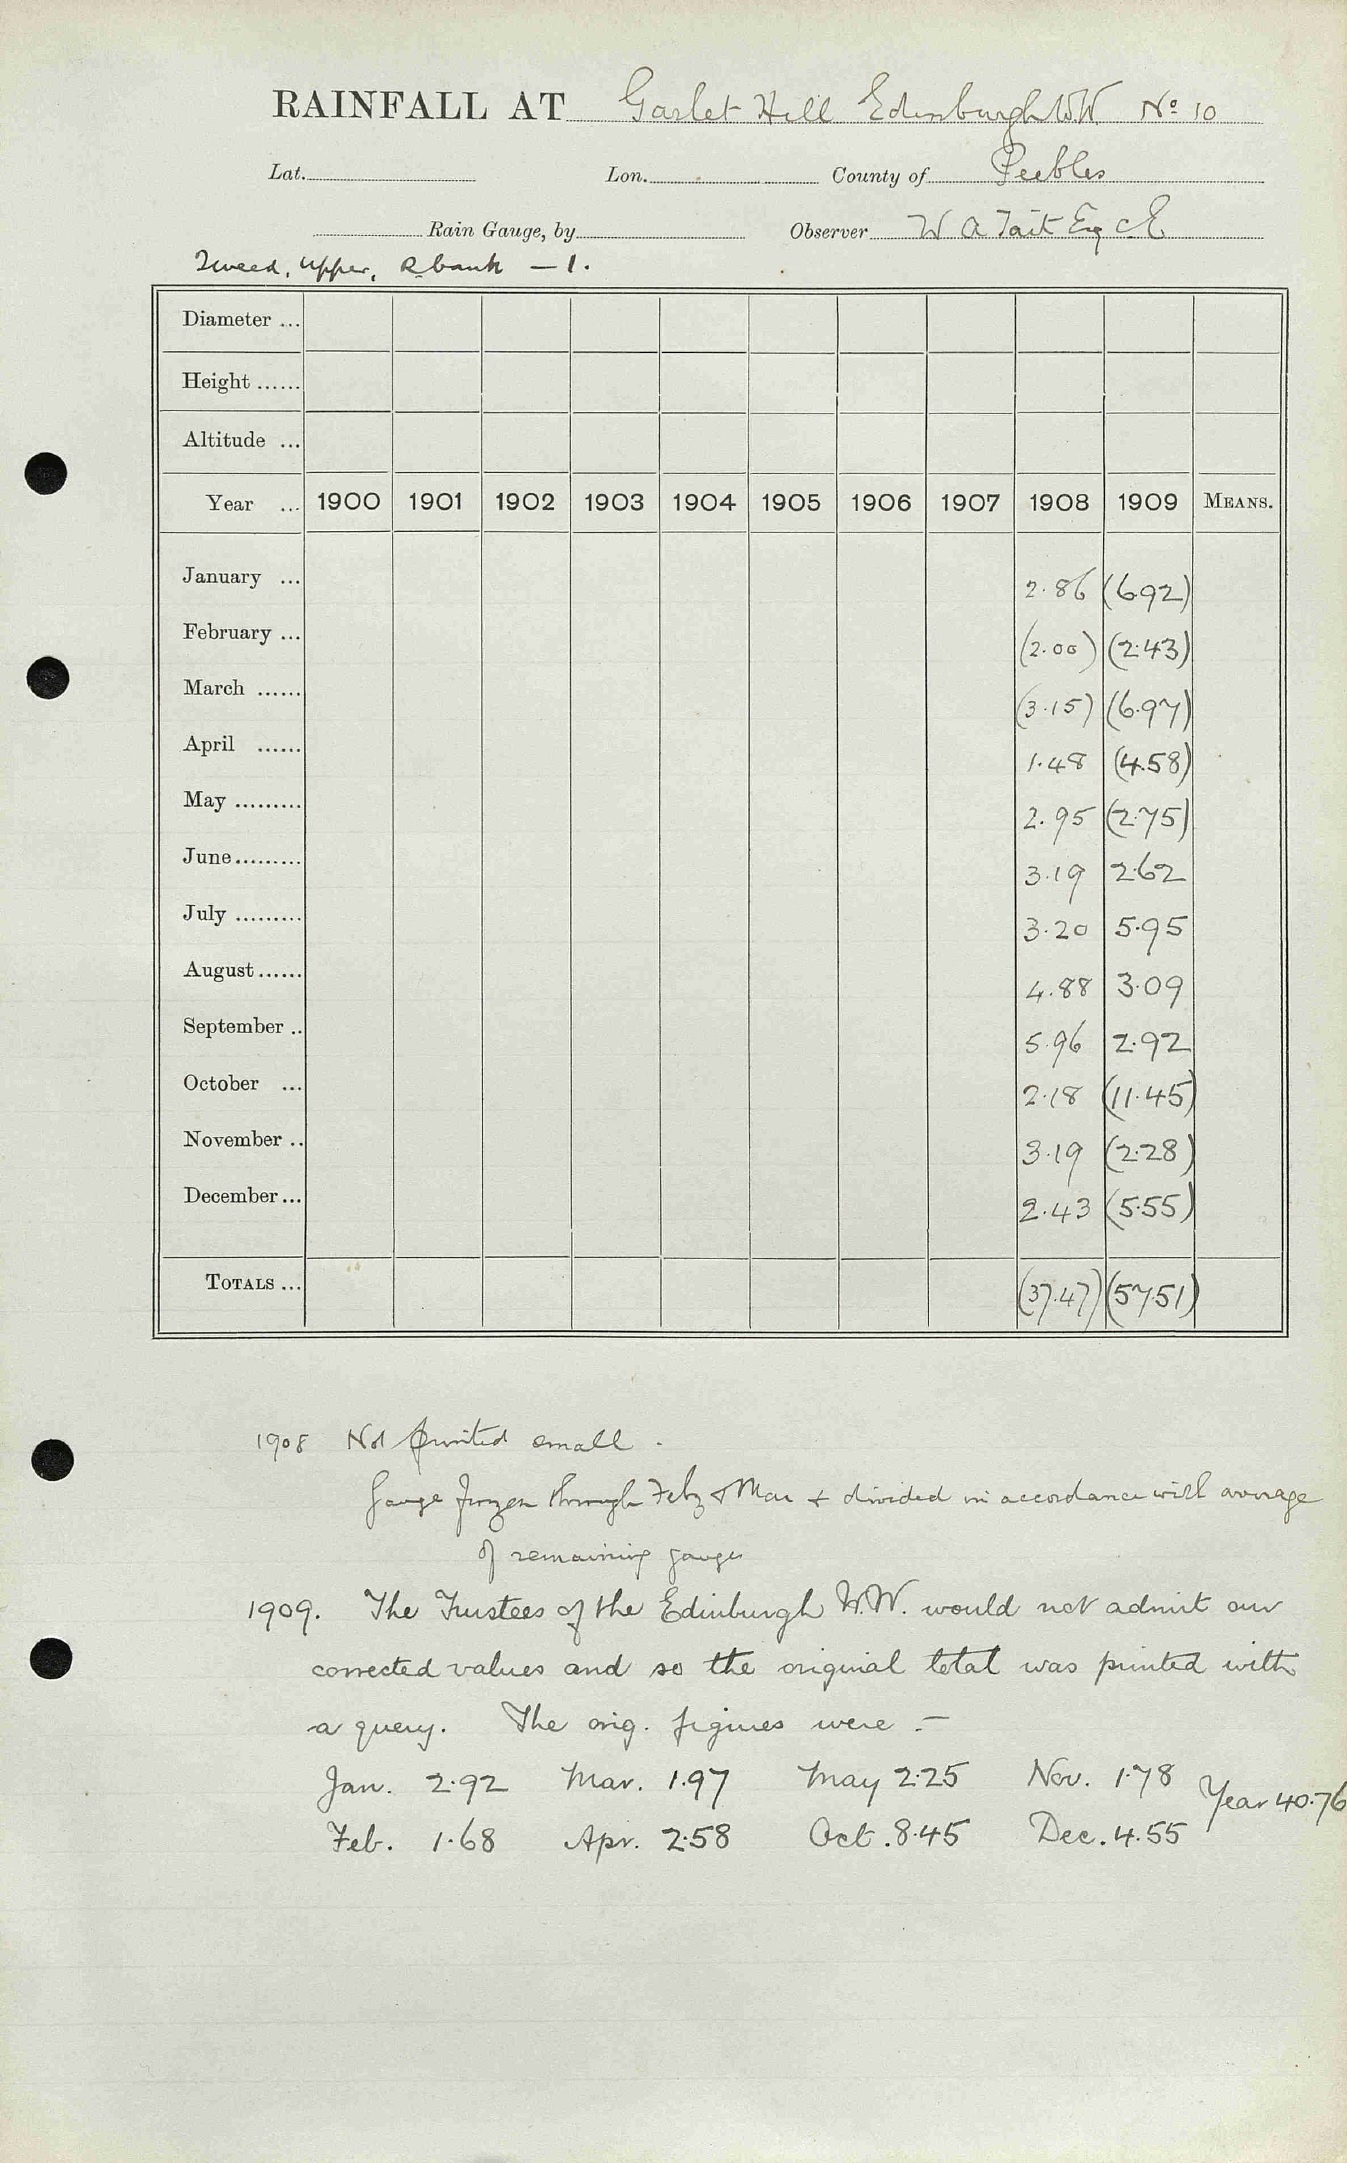 RAINFALL AT Garlet Hill Edinburgh W.W. No 10
Lat. Lon. County of Peebles
Rain Gauge, by Observer W A Tait Esq CE
Tweed, Upper, R bank — 1.
Diameter ...
Height ......
Altitude ...
Year ... 1900 1901 1902 1903 1904 1905 1906 1907 1908 1909 MEANS.
January ... 2.86 (6.92)
February ... (2.00) (2.43)
March ...... (3.15) (6.97)
April ...... 1.48 (4.58)
May ......... 2.95 (2.75)
June......... 3.19 2.62
July ......... 3.20 5.95
August...... 4.88 3.09
September .. 5.96 2.92
October ... 2.18 (11.45)
November .. 3.19 (2.28)
December... 2.43 (5.55)
TOTALS ... (37.47) (57.51)
1908 Not printed small.
Gauge frozen through Feby & Mar & divided in accordance with average
of remaining gauges
1909. The Trustees of the Edinburgh W.W. would not admit our
corrected values and so the original total was printed with
a query. The orig. figures were :—
Jan. 2.92 Mar. 1.97 May 2.25 Nov. 1.78 Year 40.76
Feb. 1.68 Apr. 2.58 Oct. 8.45 Dec. 4.55